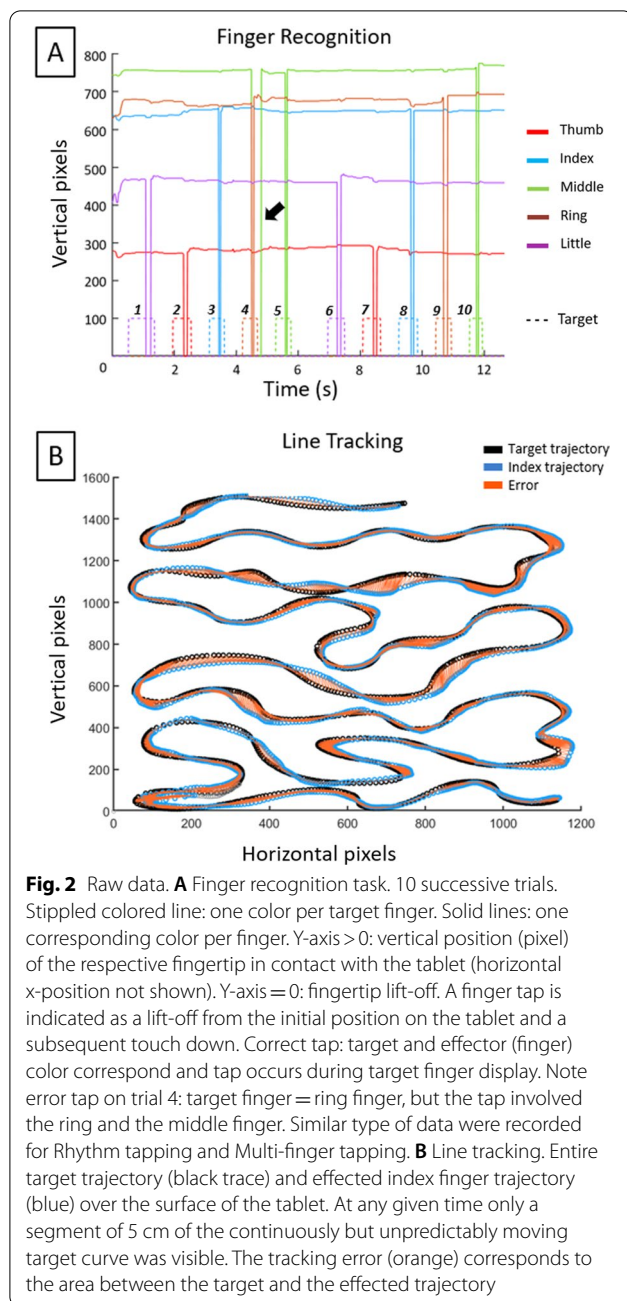 A
Finger Recognition
Vertical pixels
800
700
600
500
400
300
200
100
0
2
4
6
8
10
12
Time (s)
1
2
3
4
5
6
7
8
9
10
Thumb
Index
Middle
Ring
Little
Target
B
Line Tracking
Target trajectory
Index trajectory
Error
Vertical pixels
1600
1400
1200
1000
800
600
400
200
0
0
200
400
600
800
1000
1200
Horizontal pixels
Fig. 2 Raw data. A Finger recognition task. 10 successive trials.
Stippled colored line: one color per target finger. Solid lines: one
corresponding color per finger. Y-axis > 0: vertical position (pixel)
of the respective fingertip in contact with the tablet (horizontal
x-position not shown). Y-axis = 0: fingertip lift-off. A finger tap is
indicated as a lift-off from the initial position on the tablet and a
subsequent touch down. Correct tap: target and effector (finger)
color correspond and tap occurs during target finger display. Note
error tap on trial 4: target finger = ring finger, but the tap involved
the ring and the middle finger. Similar type of data were recorded
for Rhythm tapping and Multi-finger tapping. B Line tracking. Entire
target trajectory (black trace) and effected index finger trajectory
(blue) over the surface of the tablet. At any given time only a
segment of 5 cm of the continuously but unpredictably moving
target curve was visible. The tracking error (orange) corresponds to
the area between the target and the effected trajectory